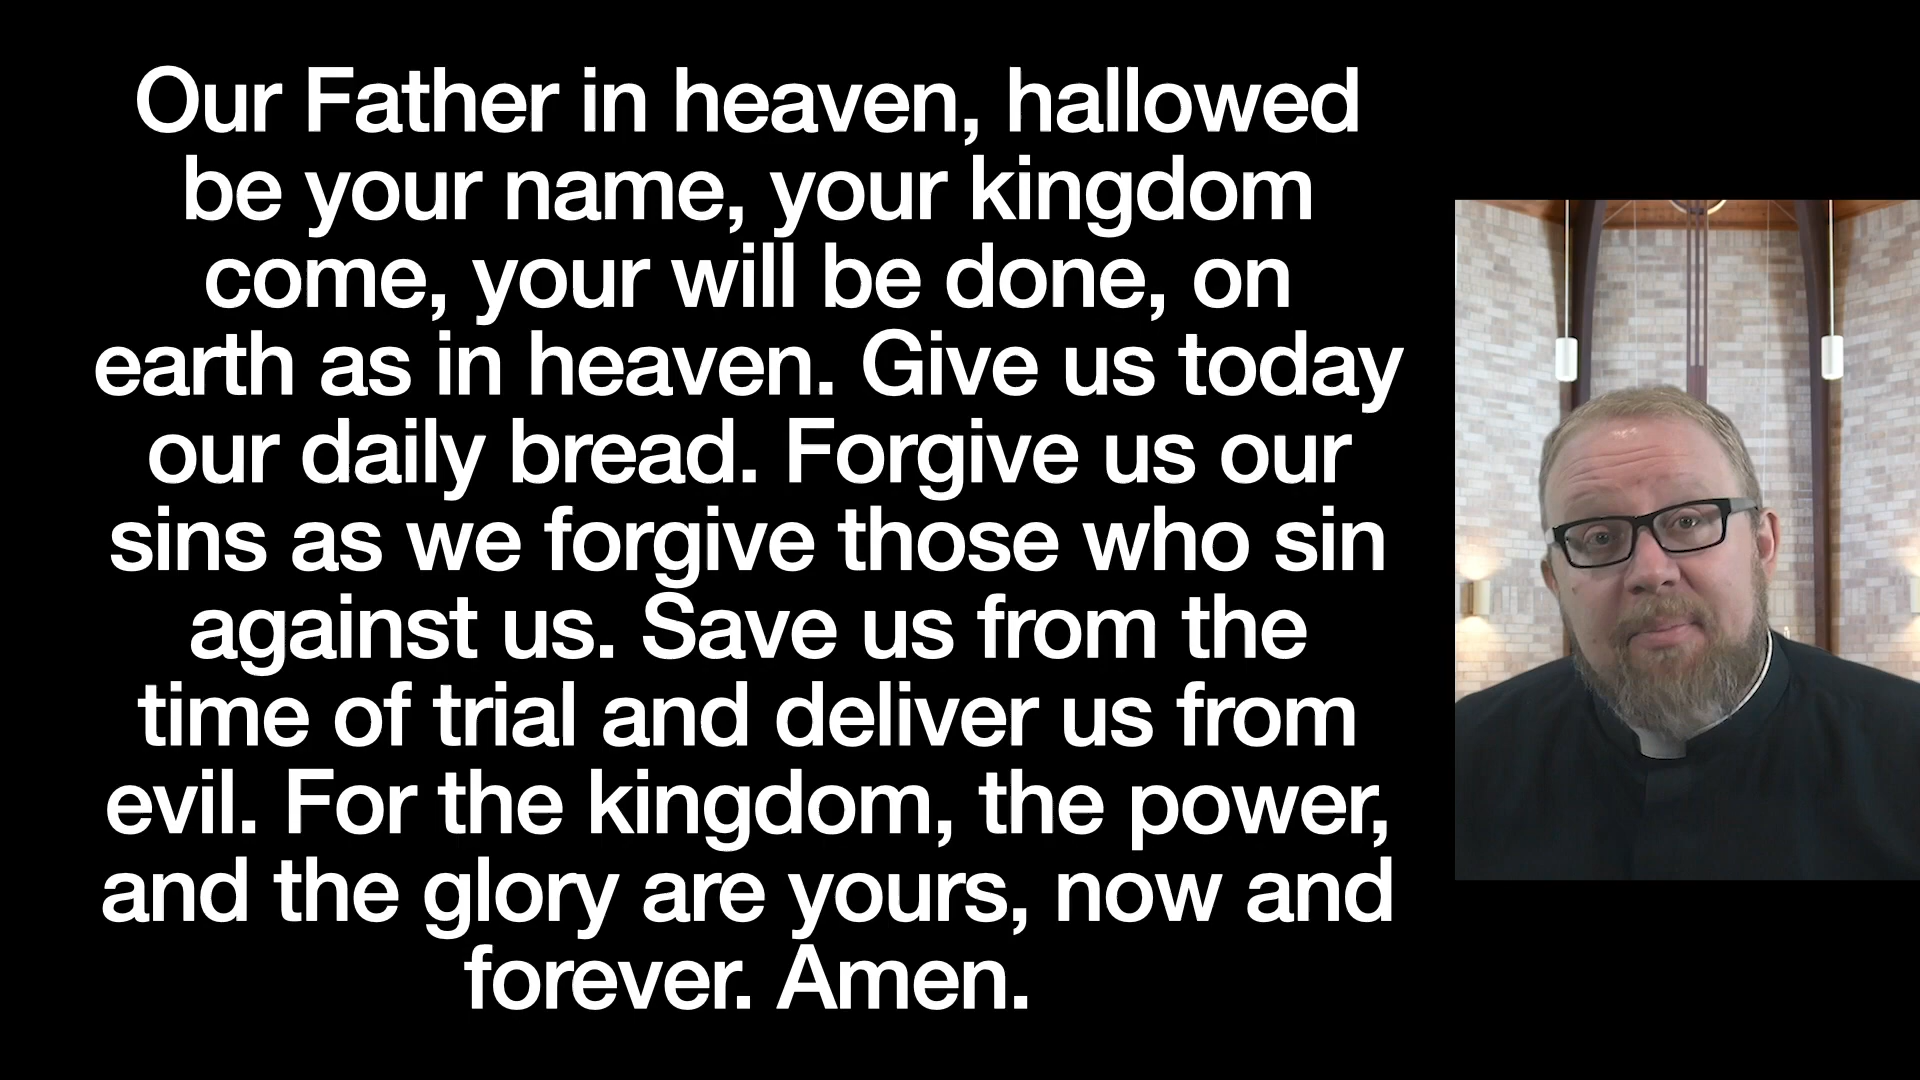 Our Father in heaven, hallowed
be your name, your kingdom
come, your will be done, on
earth as in heaven. Give us today
our daily bread. Forgive us our
sins as we forgive those who sin
against us. Save us from the
time of trial and deliver us from
evil. For the kingdom, the power,
and the glory are yours, now and
forever. Amen.